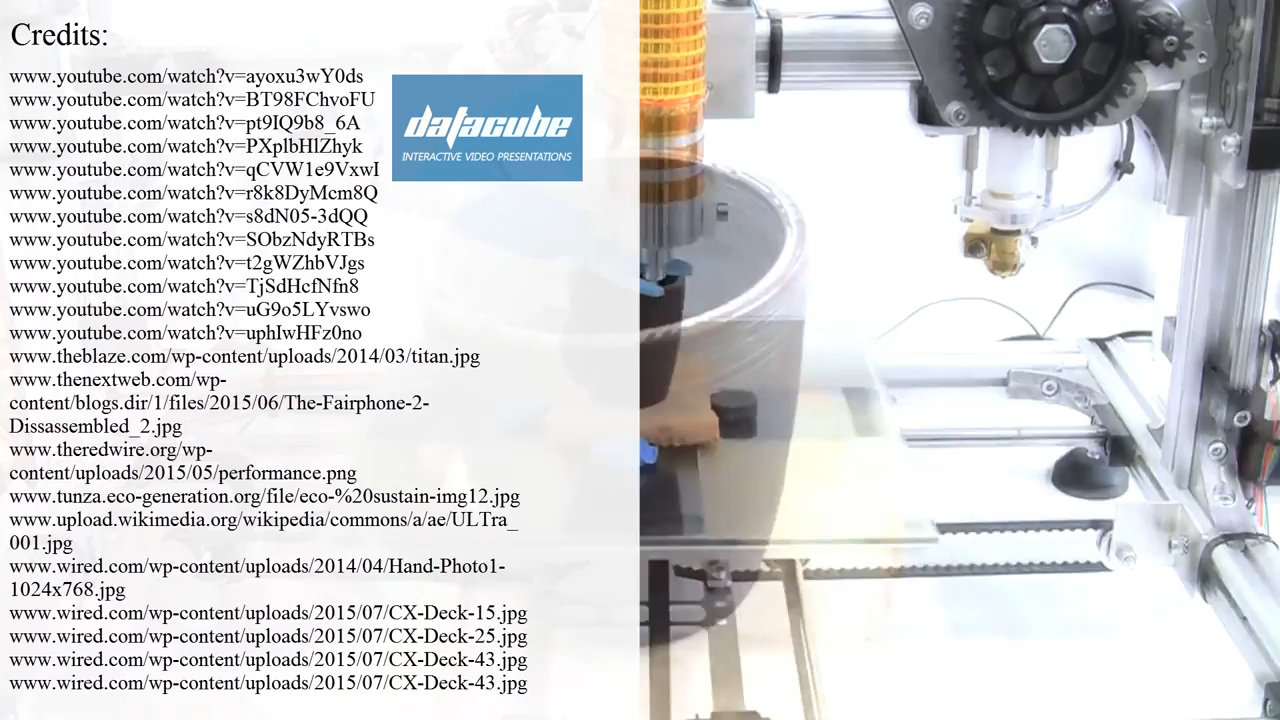 Credits:
www.youtube.com/watch?v=ayoxu3wY0ds
www.youtube.com/watch?v=BT98FChvoFU
www.youtube.com/watch?v=pt9IQ9b8_6A
www.youtube.com/watch?v=PXplbHlZhyk
www.youtube.com/watch?v=qCVW1e9VxwI
www.youtube.com/watch?v=r8k8DyMcm8Q
www.youtube.com/watch?v=s8dN05-3dQQ
www.youtube.com/watch?v=SObzNdyRTBs
www.youtube.com/watch?v=t2gWZhbVJgs
www.youtube.com/watch?v=TjSdHcfNfn8
www.youtube.com/watch?v=uG9o5LYvswo
www.youtube.com/watch?v=uphIwHFz0no
www.theblaze.com/wp-content/uploads/2014/03/titan.jpg
www.thenextweb.com/wp-
content/blogs.dir/1/files/2015/06/The-Fairphone-2-
Dissassembled_2.jpg
www.theredwire.org/wp-
content/uploads/2015/05/performance.png
www.tunza.eco-generation.org/file/eco-%20sustain-img12.jpg
www.upload.wikimedia.org/wikipedia/commons/a/ae/ULTra_
001.jpg
www.wired.com/wp-content/uploads/2014/04/Hand-Photo1-
1024x768.jpg
www.wired.com/wp-content/uploads/2015/07/CX-Deck-15.jpg
www.wired.com/wp-content/uploads/2015/07/CX-Deck-25.jpg
www.wired.com/wp-content/uploads/2015/07/CX-Deck-43.jpg
www.wired.com/wp-content/uploads/2015/07/CX-Deck-43.jpg
datacube
INTERACTIVE VIDEO PRESENTATIONS